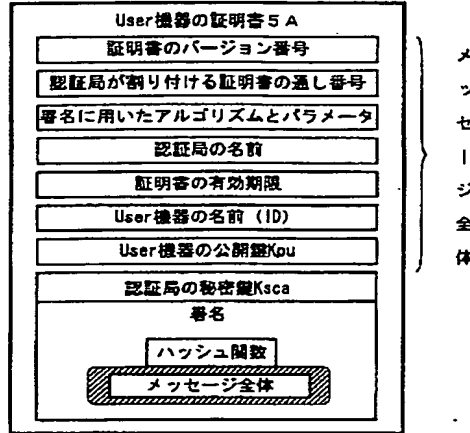 User機器の証明書5A
証明書のバージョン番号
認証局が割り付ける証明書の通し番号
署名に用いたアルゴリズムとパラメータ
認証局の名前
証明書の有効期限
User機器の名前 (ID)
User機器の公開鍵Kpu
認証局の秘密鍵Ksca
署名
ハッシュ関数
メッセージ全体
メッセージ全体